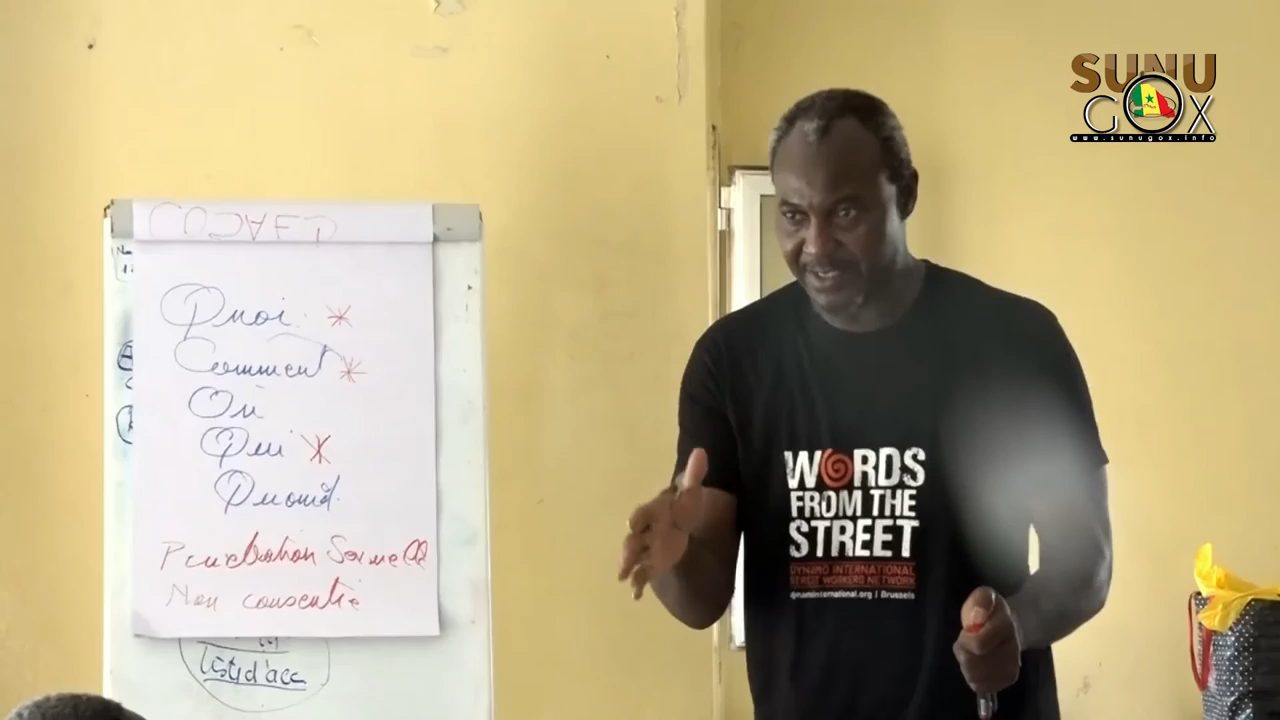 SUNU
GOX
www.sunugox.info
Quoi *
Comment *
Où
Qui *
Quand
Penetration Sexuelle
Non consentie
WORDS
FROM THE
STREET
DYNAMO INTERNATIONAL
STREET WORKERS NETWORK
dynamointernational.org | Brussels